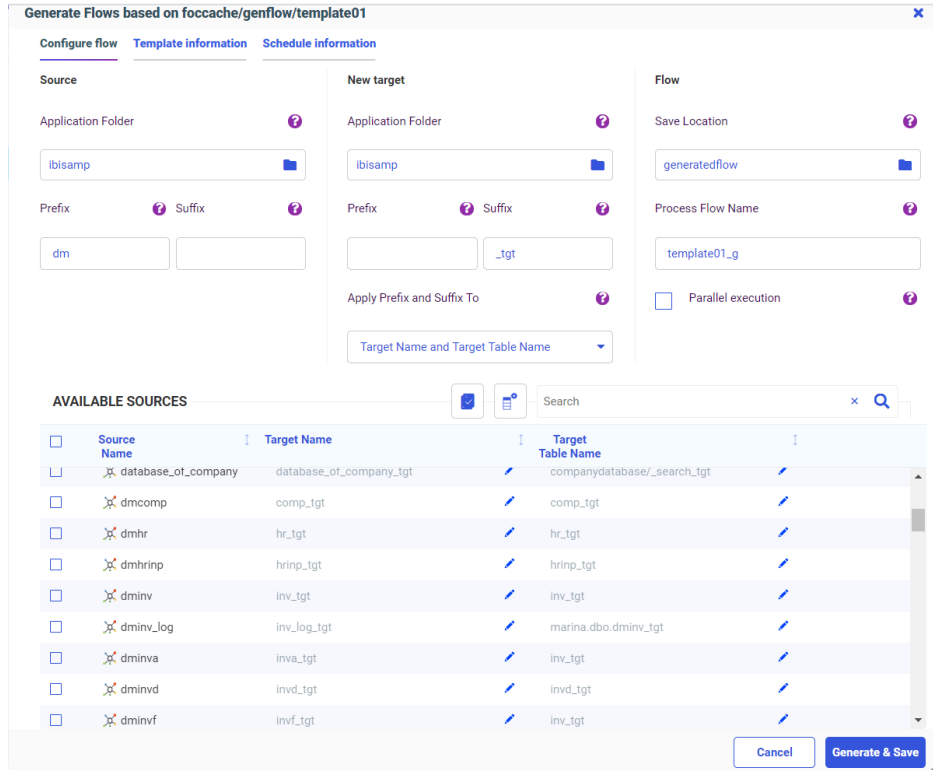 Generate Flows based on foccache/genflow/template01
Configure flow Template information Schedule information
Source New target Flow
Application Folder Application Folder Save Location
ibisamp ibisamp generatedflow
Prefix Suffix Prefix Suffix Process Flow Name
dm _tgt template01_g
Apply Prefix and Suffix To Parallel execution
Target Name and Target Table Name
AVAILABLE SOURCES Search
Source Name Target Name Target Table Name
database_of_company database_of_company_tgt companydatabase/_search_tgt
dmcomp comp_tgt comp_tgt
dmhr hr_tgt hr_tgt
dmhrinp hrinp_tgt hrinp_tgt
dminv inv_tgt inv_tgt
dminv_log inv_log_tgt marina.dbo.dminv_tgt
dminva inva_tgt inv_tgt
dminvd invd_tgt invd_tgt
dminvf invf_tgt inv_tgt
Cancel Generate & Save